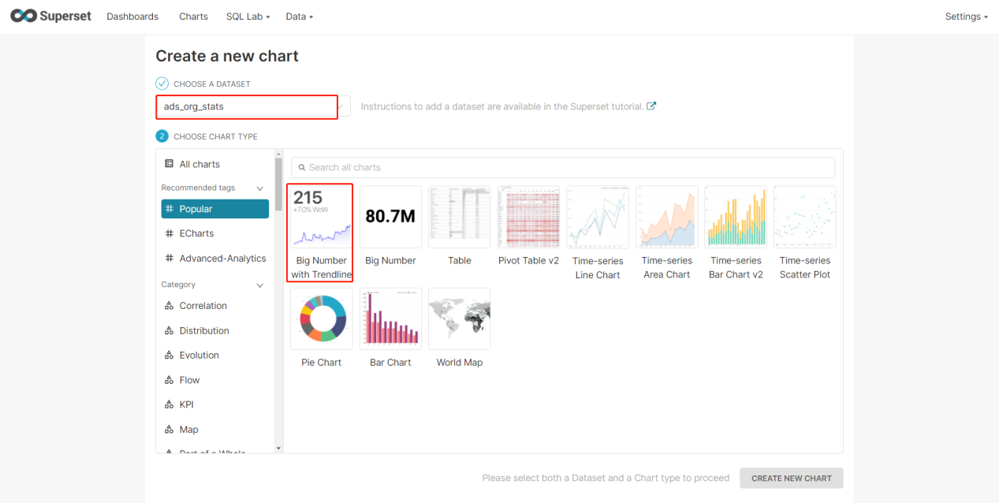 Superset
Dashboards
Charts
SQL Lab
Data
Settings
Create a new chart
CHOOSE A DATASET
ads_org_stats
Instructions to add a dataset are available in the Superset tutorial.
2
CHOOSE CHART TYPE
All charts
Recommended tags
Popular
ECharts
Advanced-Analytics
Category
Correlation
Distribution
Evolution
Flow
KPI
Map
Part of a Whole
Search all charts
215
+7.0% WoW
Big Number
with Trendline
80.7M
Big Number
Table
Pivot Table v2
Time-series
Line Chart
Time-series
Area Chart
Time-series
Bar Chart v2
Time-series
Scatter Plot
Pie Chart
Bar Chart
World Map
Please select both a Dataset and a Chart type to proceed
CREATE NEW CHART